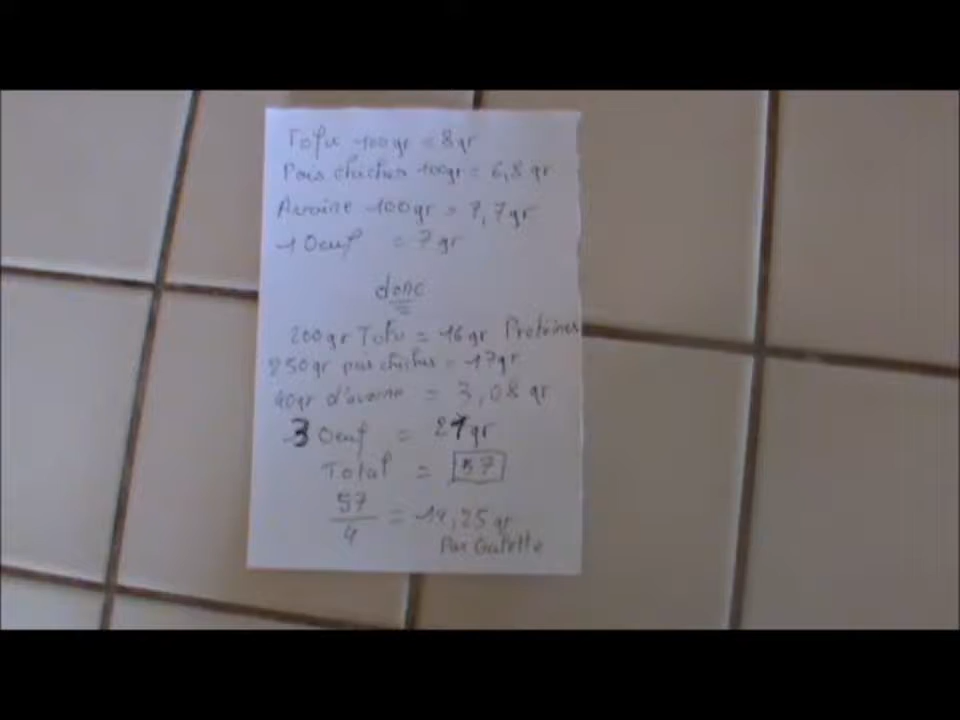 Tofu 100gr = 8gr
Pois chiches 100gr = 6,8 gr
Avoine 100gr = 7,7gr
1 Oeuf = 7gr
donc
200gr Tofu = 16gr Protéines
250gr pois chiches = 17gr
40gr d'avoine = 3,08 gr
3 Oeuf = 21gr
Total = 57
57
4
= 14,25 gr
Par Galette